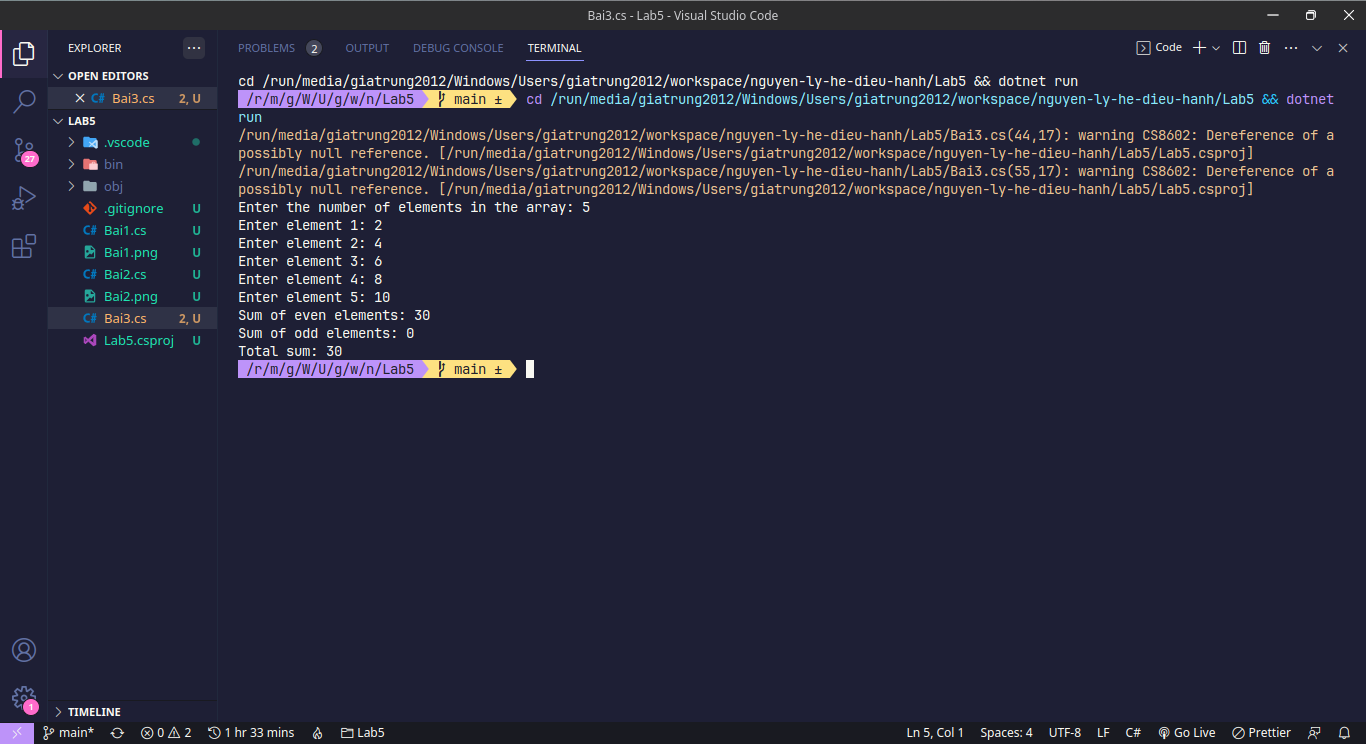 Bai3.cs - Lab5 - Visual Studio Code
EXPLORER
OPEN EDITORS
Bai3.cs 2, U
LAB5
.vscode
bin
obj
.gitignore U
Bai1.cs U
Bai1.png U
Bai2.cs U
Bai2.png U
Bai3.cs 2, U
Lab5.csproj U
TIMELINE
27
1
PROBLEMS 2 OUTPUT DEBUG CONSOLE TERMINAL
Code
cd /run/media/giatrung2012/Windows/Users/giatrung2012/workspace/nguyen-ly-he-dieu-hanh/Lab5 && dotnet run
/r/m/g/W/U/g/w/n/Lab5 main ± cd /run/media/giatrung2012/Windows/Users/giatrung2012/workspace/nguyen-ly-he-dieu-hanh/Lab5 && dotnet
run
/run/media/giatrung2012/Windows/Users/giatrung2012/workspace/nguyen-ly-he-dieu-hanh/Lab5/Bai3.cs(44,17): warning CS8602: Dereference of a
possibly null reference. [/run/media/giatrung2012/Windows/Users/giatrung2012/workspace/nguyen-ly-he-dieu-hanh/Lab5/Lab5.csproj]
/run/media/giatrung2012/Windows/Users/giatrung2012/workspace/nguyen-ly-he-dieu-hanh/Lab5/Bai3.cs(55,17): warning CS8602: Dereference of a
possibly null reference. [/run/media/giatrung2012/Windows/Users/giatrung2012/workspace/nguyen-ly-he-dieu-hanh/Lab5/Lab5.csproj]
Enter the number of elements in the array: 5
Enter element 1: 2
Enter element 2: 4
Enter element 3: 6
Enter element 4: 8
Enter element 5: 10
Sum of even elements: 30
Sum of odd elements: 0
Total sum: 30
/r/m/g/W/U/g/w/n/Lab5 main ±
main* 0 2 1 hr 33 mins Lab5 Ln 5, Col 1 Spaces: 4 UTF-8 LF C# Go Live Prettier